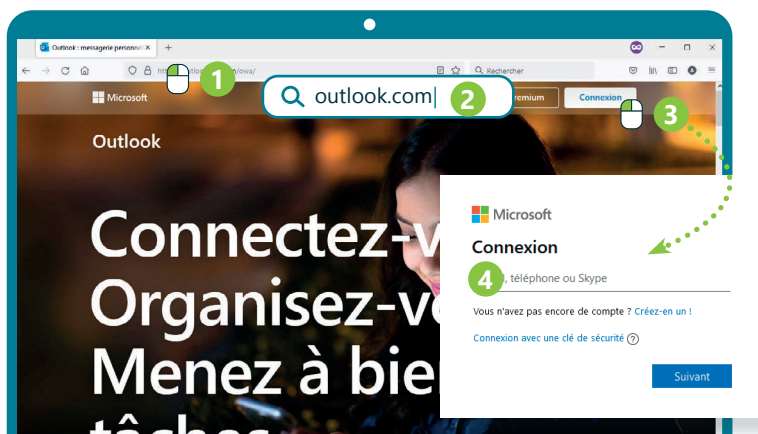 Outlook : messagerie personnel
1
/owa/
Rechercher
Microsoft
outlook.com
2
Connexion
3
Outlook
Connectez-v
Organisez-v
Menez à bie
tâches
Microsoft
Connexion
4
, téléphone ou Skype
Vous n'avez pas encore de compte ? Créez-en un !
Connexion avec une clé de sécurité ?
Suivant